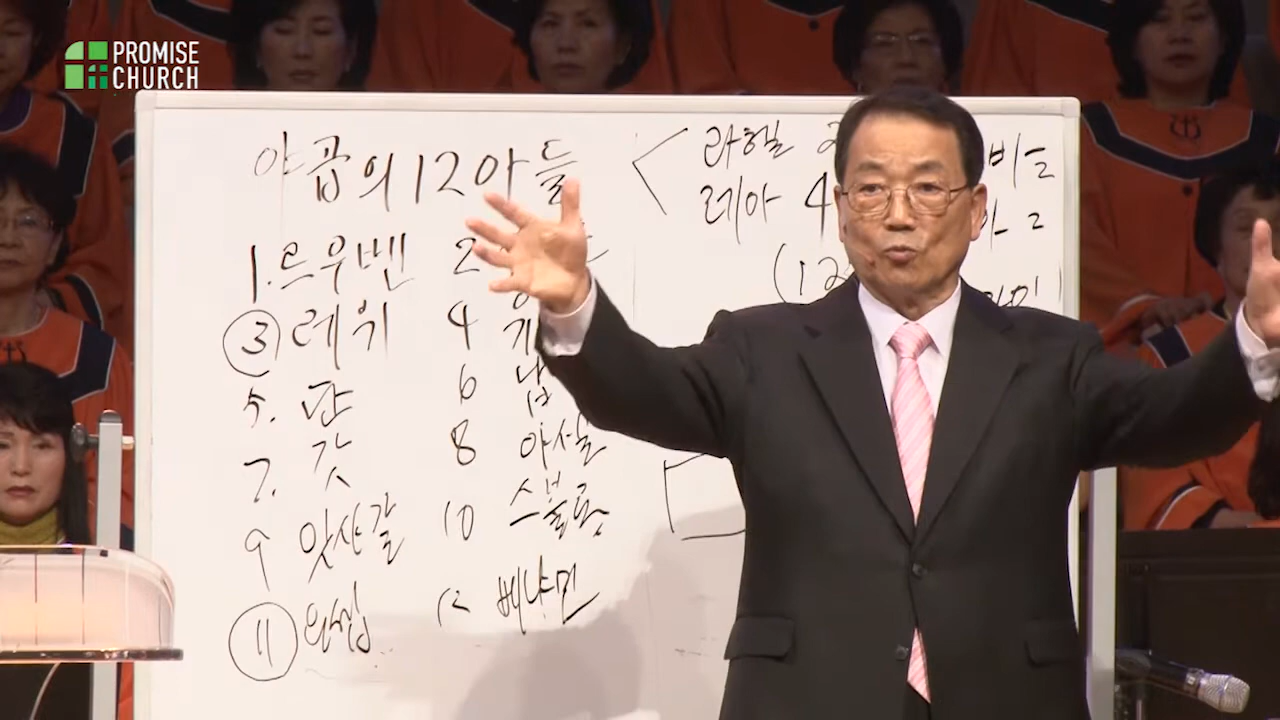 PROMISE
CHURCH
야곱의 12아들
라헬
레아 4
1. 르우벤 2
③ 레위 4
5. 단 6 납
7. 갓 8 아셀
9 잇사갈 10 스불론
⑪ 요셉 12 베냐민